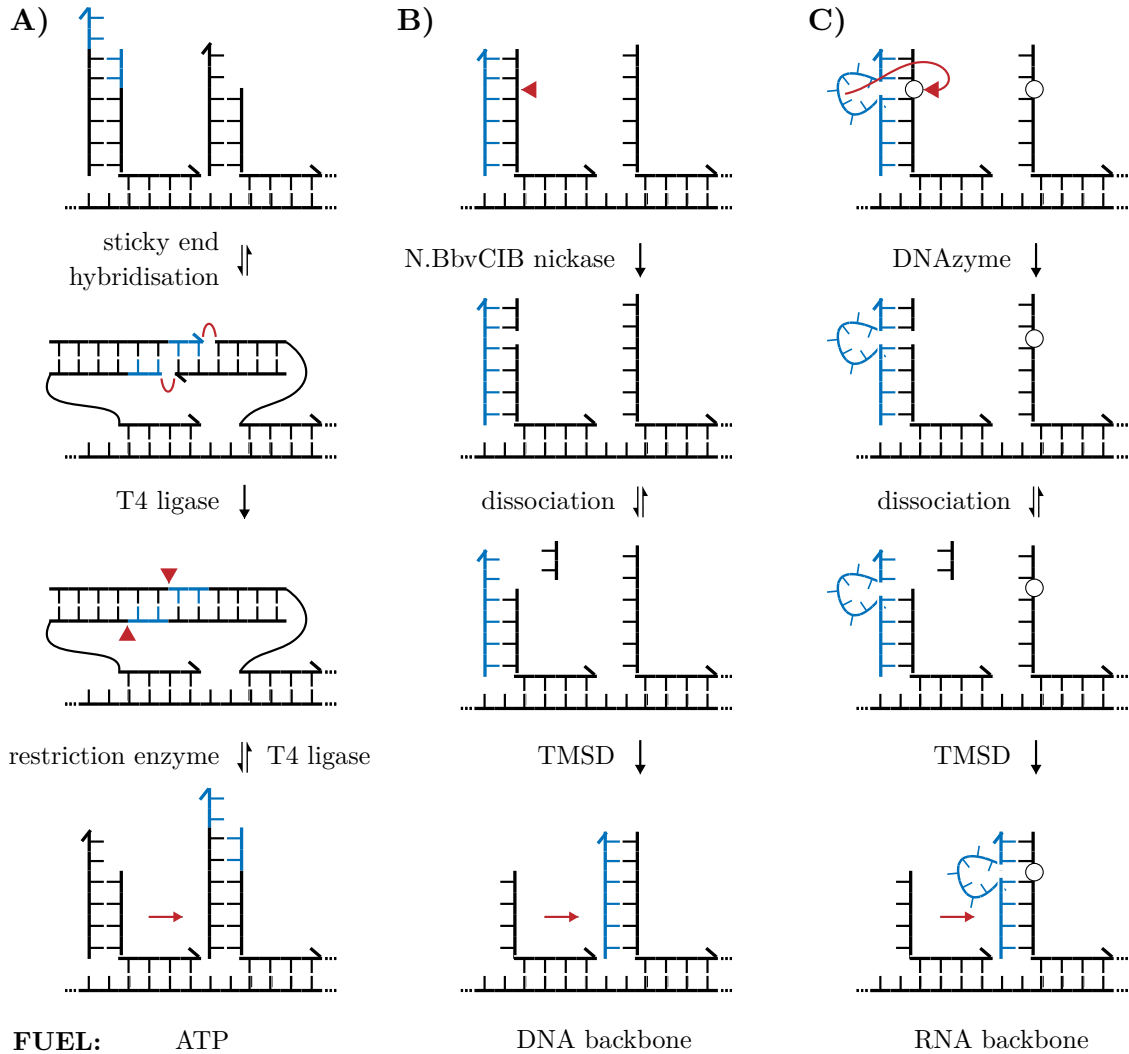 A)
B)
C)
sticky end
hybridisation
N.BbvCIB nickase
DNAzyme
T4 ligase
dissociation
dissociation
restriction enzyme
T4 ligase
TMSD
TMSD
FUEL:
ATP
DNA backbone
RNA backbone